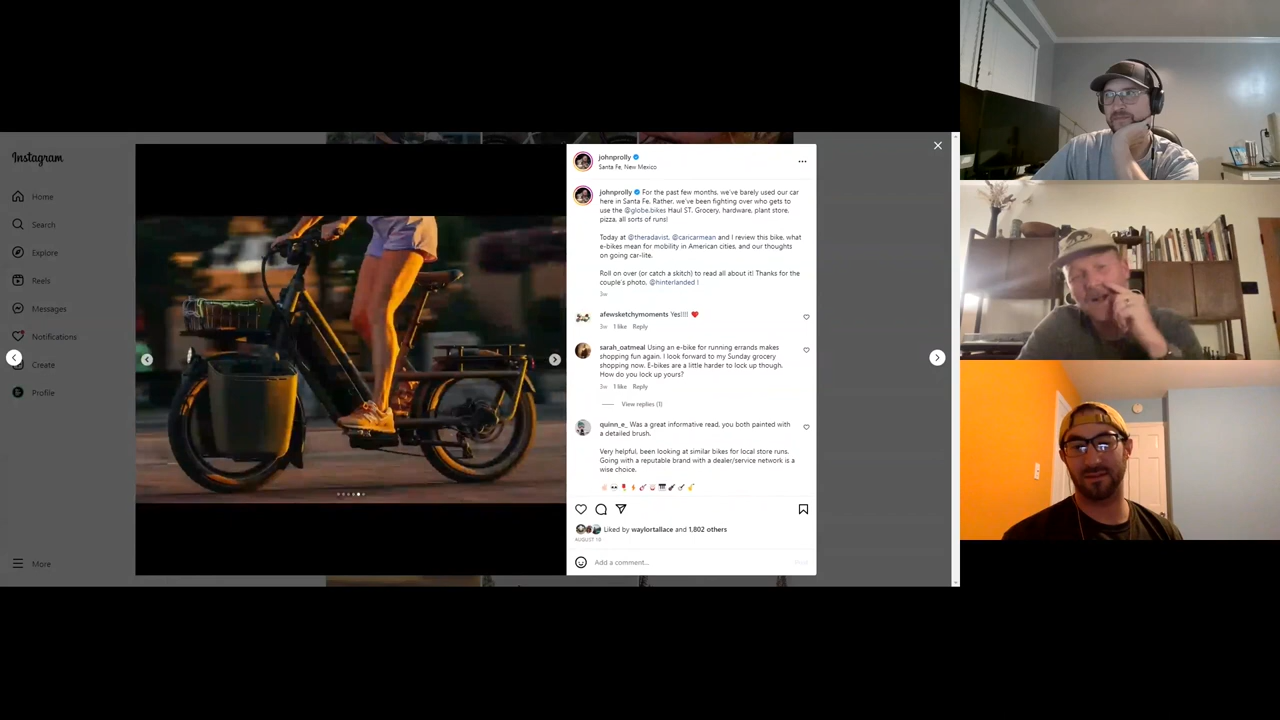 Instagram
Home
Search
Explore
Reels
Messages
Notifications
Create
Profile
More
johnprolly
Santa Fe, New Mexico
johnprolly For the past few months, we've barely used our car
here in Santa Fe. Rather, we've been fighting over who gets to
use the @globe.bikes Haul ST. Grocery, hardware, plant store,
pizza, all sorts of runs!
Today at @theradavist, @cancarmean and I review this bike, what
e-bikes mean for mobility in American cities, and our thoughts
on going car-lite.
Roll on over (or catch a skitch) to read all about it! Thanks for the
couple's photo, @hinterlanded !
3w
afewsketchymoments Yes!!!! ❤️
3w 1 like Reply
sarah_oatmeal Using an e-bike for running errands makes
shopping fun again. I look forward to my Sunday grocery
shopping now. E-bikes are a little harder to lock up though.
How do you lock up yours?
3w 1 like Reply
View replies (1)
quinn_e_ Was a great informative read, you both painted with
a detailed brush.
Very helpful, been looking at similar bikes for local store runs.
Going with a reputable brand with a dealer/service network is a
wise choice.
Liked by waylortallace and 1,802 others
Add a comment...